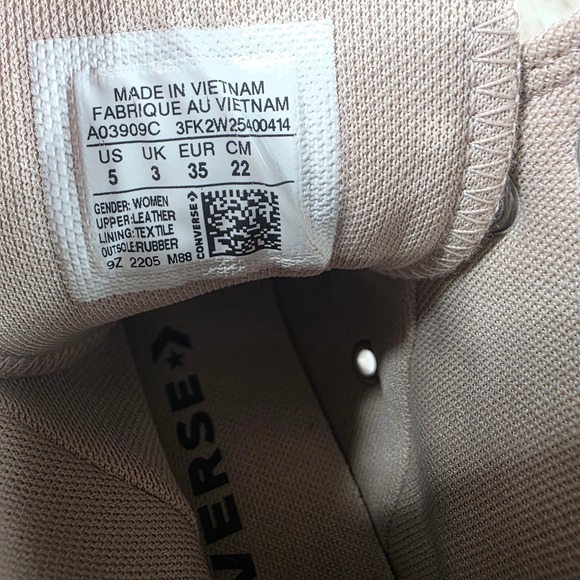 MADE IN VIETNAM
FABRIQUE AU VIETNAM
A03909C 3FK2W25A00414
US UK EUR CM
5 3 35 22
GENDER: WOMEN
UPPER: LEATHER
LINING: TEXTILE
OUTSOLE: RUBBER
9Z 2205 M88
CONVERSE
VERSE